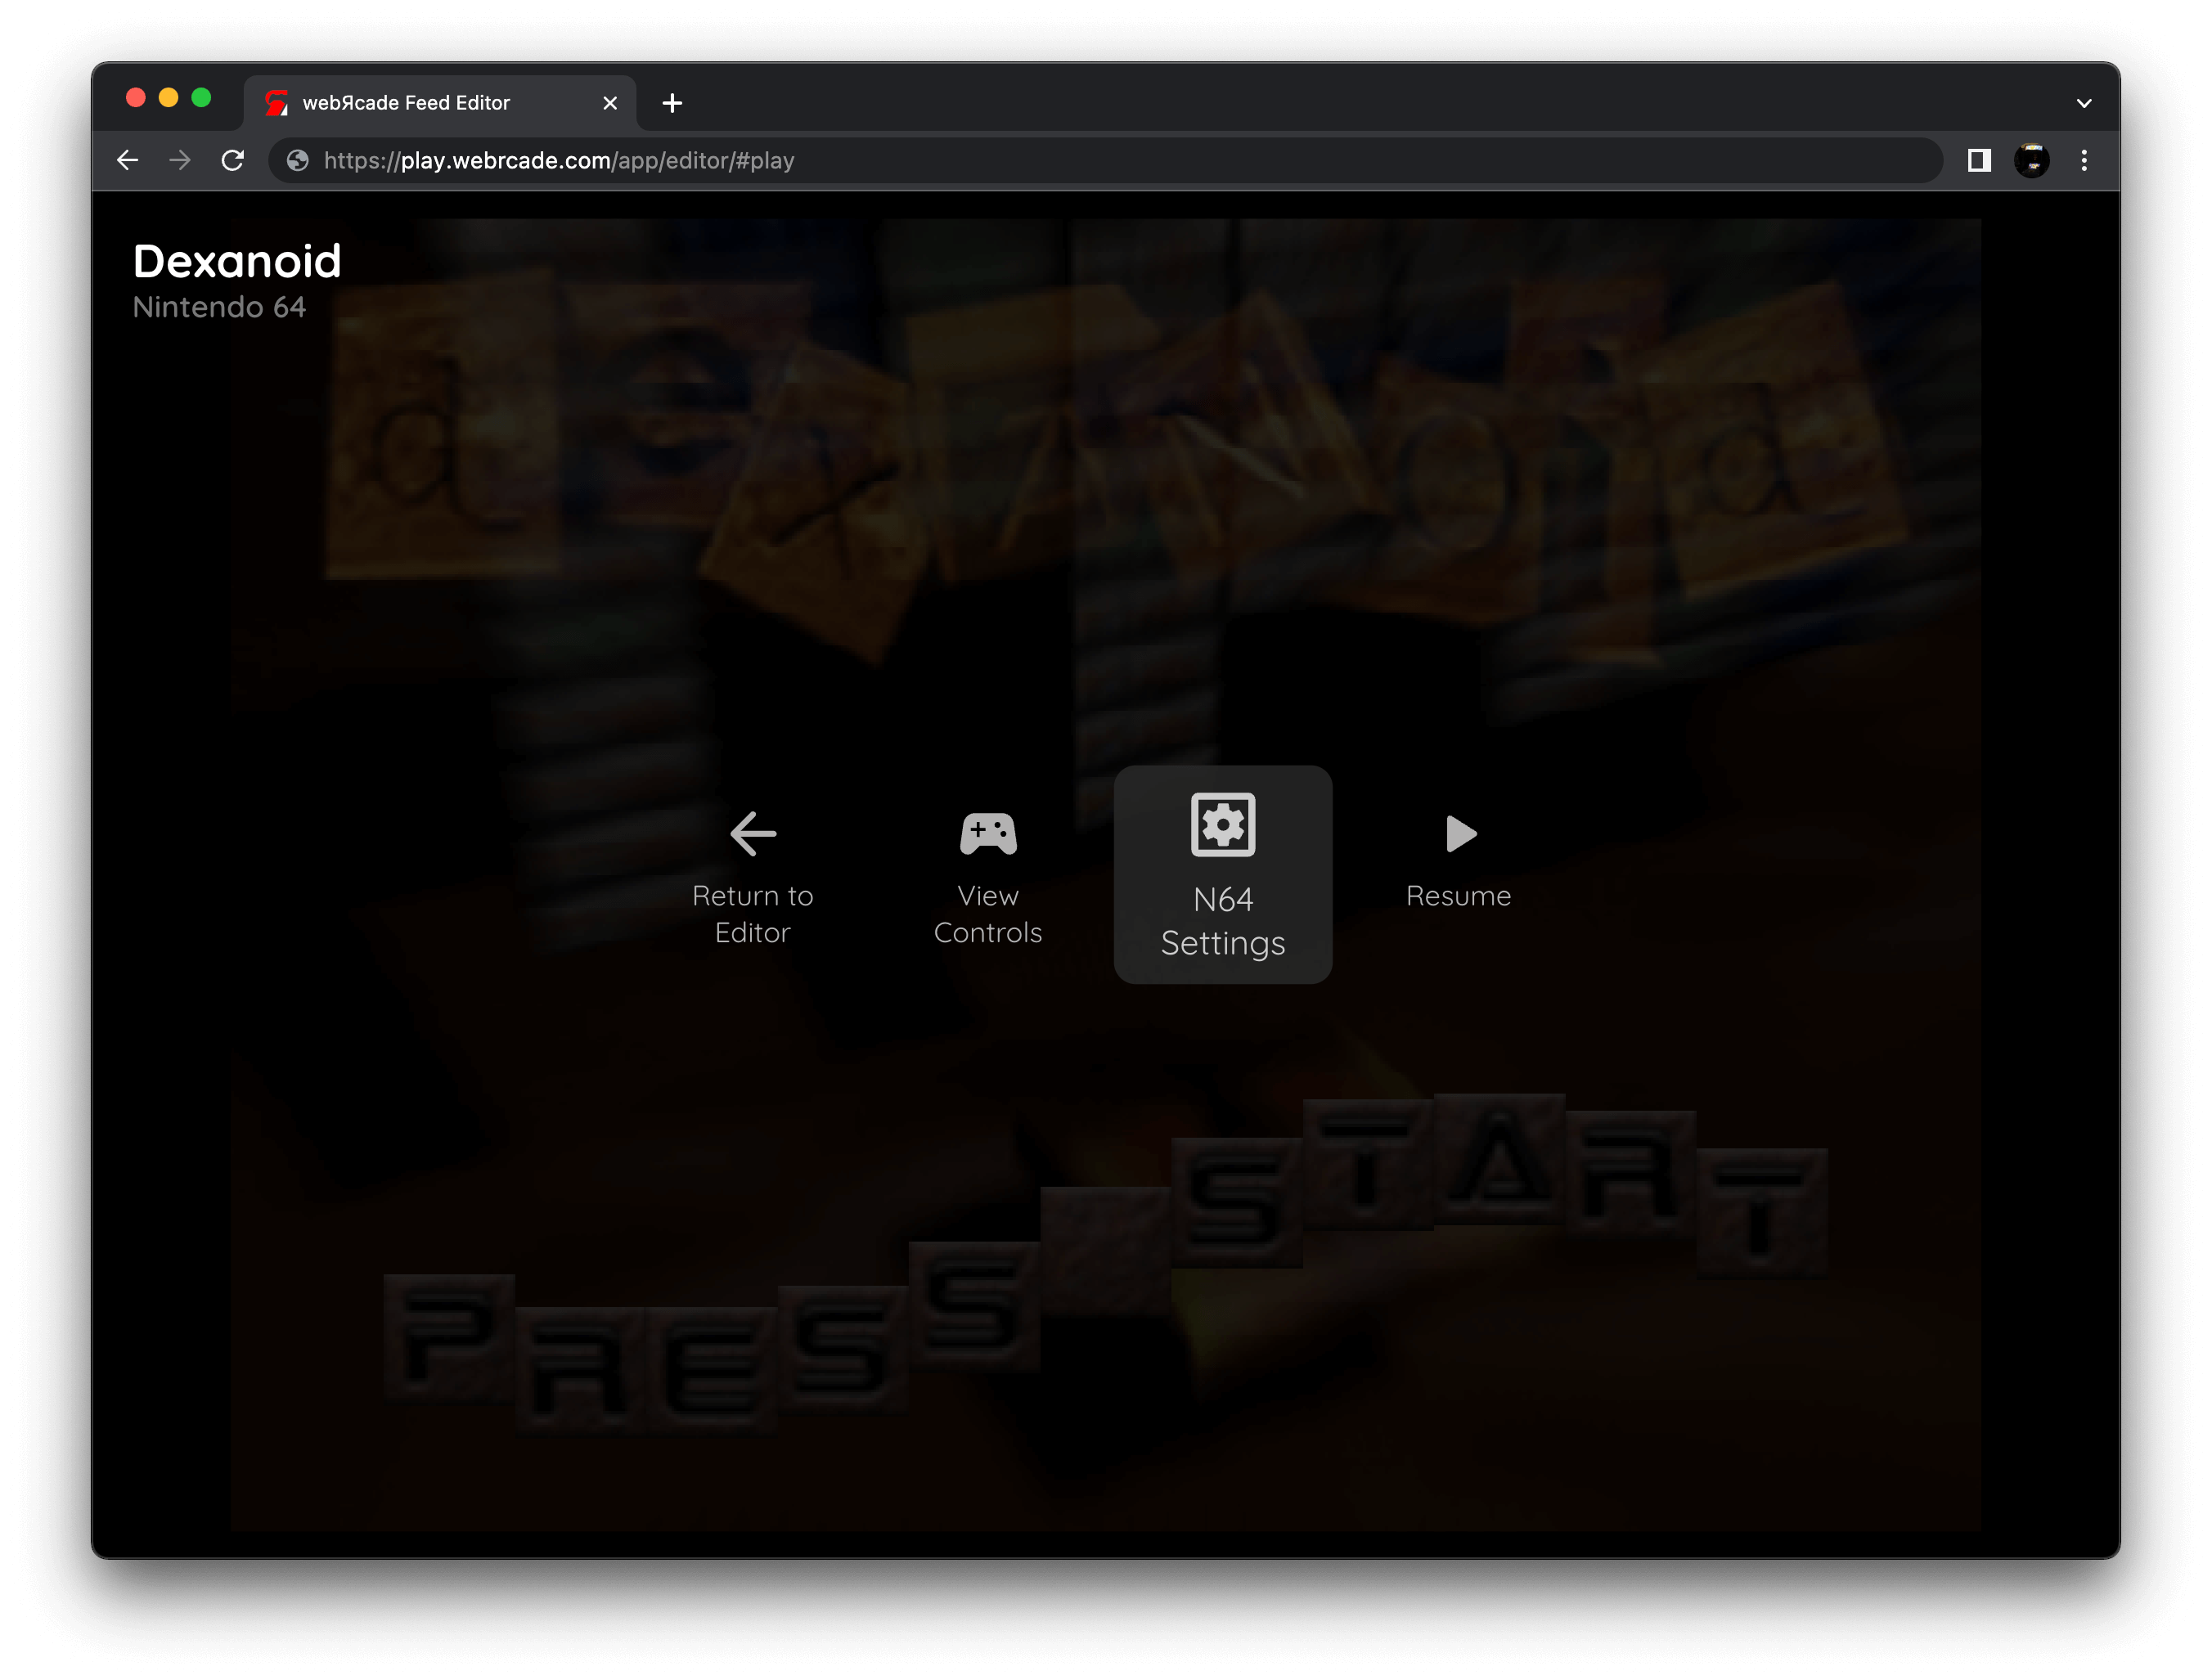 webЯcade Feed Editor
https://play.webrcade.com/app/editor/#play
Dexanoid
Nintendo 64
dexANoid
Return to
Editor
View
Controls
N64
Settings
Resume
PRESS START